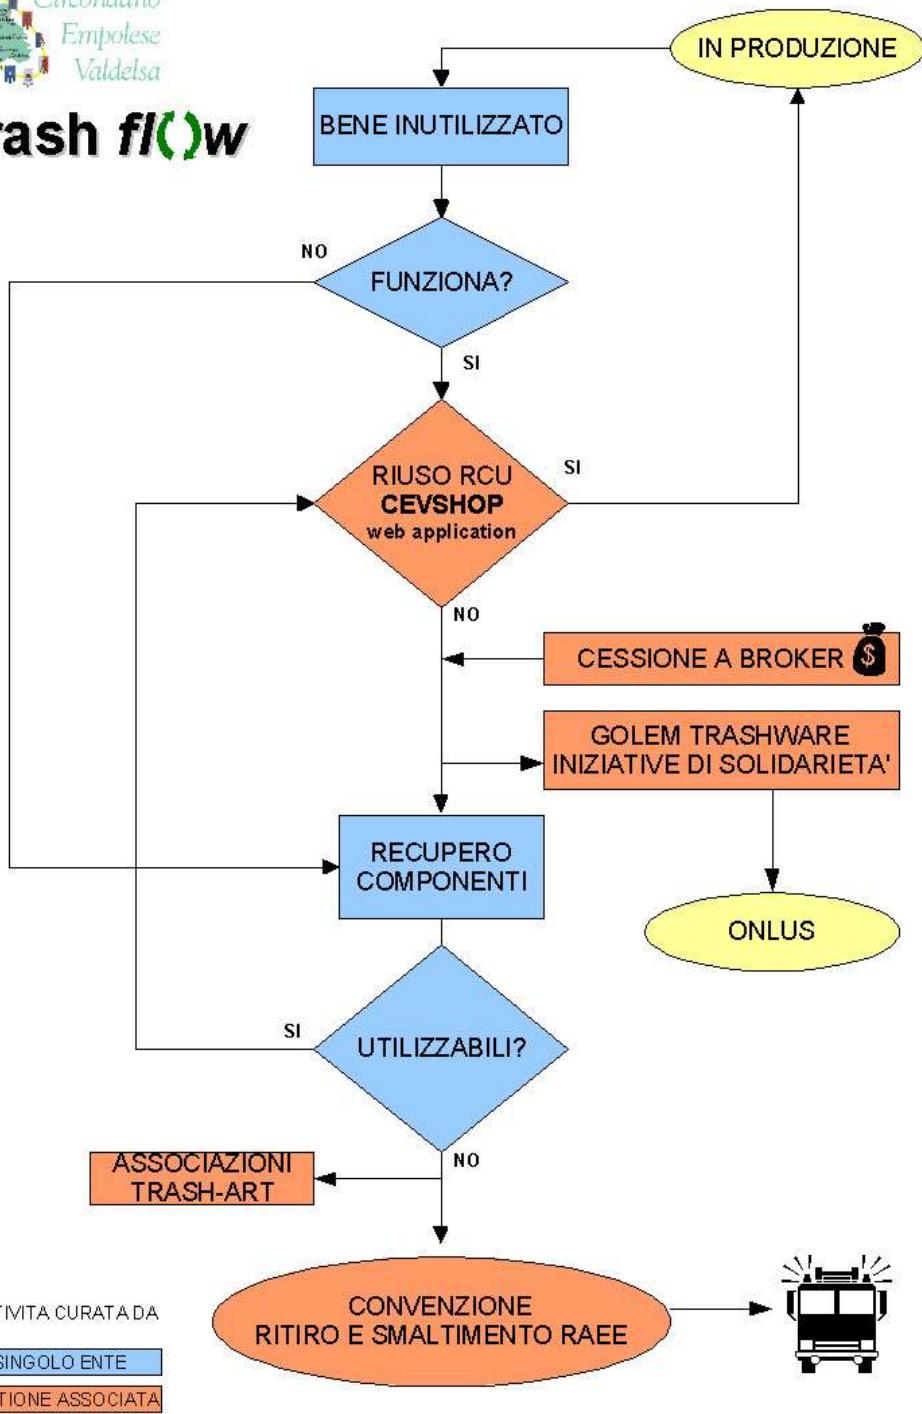 Circondario
Empolese
Valdelsa
rash flow
IN PRODUZIONE
BENE INUTILIZZATO
NO
FUNZIONA?
SI
RIUSO RCU
CEVSHOP
web application
SI
NO
CESSIONE A BROKER $
GOLEM TRASHWARE
INIZIATIVE DI SOLIDARIETA'
RECUPERO
COMPONENTI
ONLUS
SI
UTILIZZABILI?
NO
ASSOCIAZIONI
TRASH-ART
CONVENZIONE
RITIRO E SMALTIMENTO RAEE
TIVITA CURATA DA
SINGOLO ENTE
TIONE ASSOCIATA